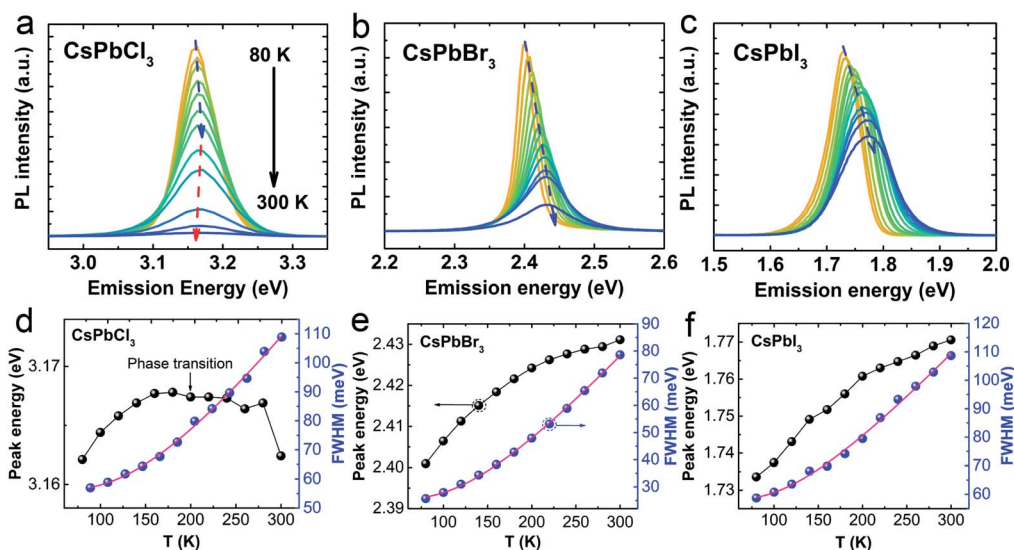 a
CsPbCl3
80 K
300 K
PL intensity (a.u.)
3.0 3.1 3.2 3.3
Emission Energy (eV)
b
CsPbBr3
PL intensity (a.u.)
2.2 2.3 2.4 2.5 2.6
Emission energy (eV)
c
CsPbI3
PL intensity (a.u.)
1.5 1.6 1.7 1.8 1.9 2.0
Emission energy (eV)
d
CsPbCl3
Phase transition
Peak energy (eV)
3.17
3.16
FWHM (meV)
110
100
90
80
70
60
50
100 150 200 250 300
T (K)
e
CsPbBr3
Peak energy (eV)
2.43
2.42
2.41
2.40
2.39
FWHM (meV)
90
80
70
60
50
40
30
100 150 200 250 300
T (K)
f
CsPbI3
Peak energy (eV)
1.77
1.76
1.75
1.74
1.73
FWHM (meV)
120
110
100
90
80
70
60
100 150 200 250 300
T (K)